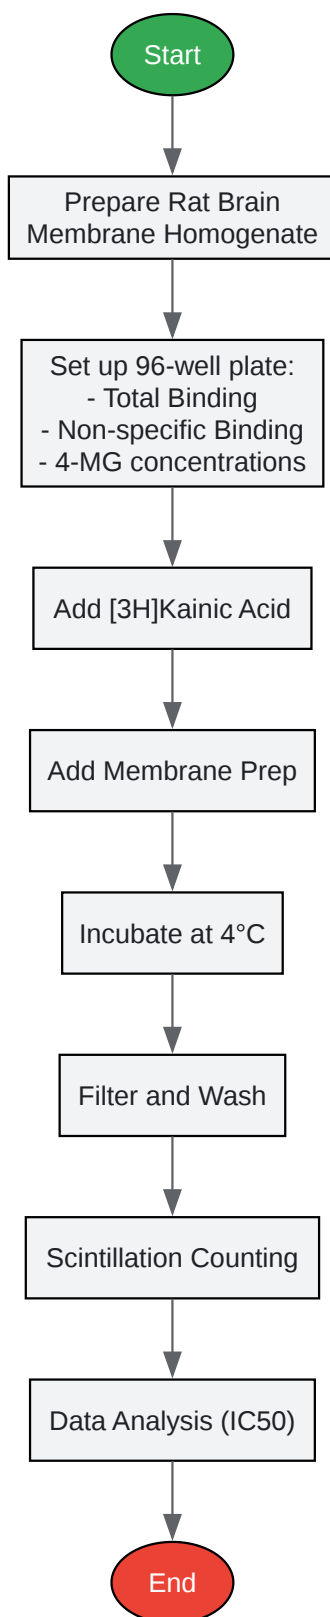 Start
Prepare Rat Brain
Membrane Homogenate
Set up 96-well plate:
- Total Binding
- Non-specific Binding
- 4-MG concentrations
Add [3H]Kainic Acid
Add Membrane Prep
Incubate at 4°C
Filter and Wash
Scintillation Counting
Data Analysis (IC50)
End